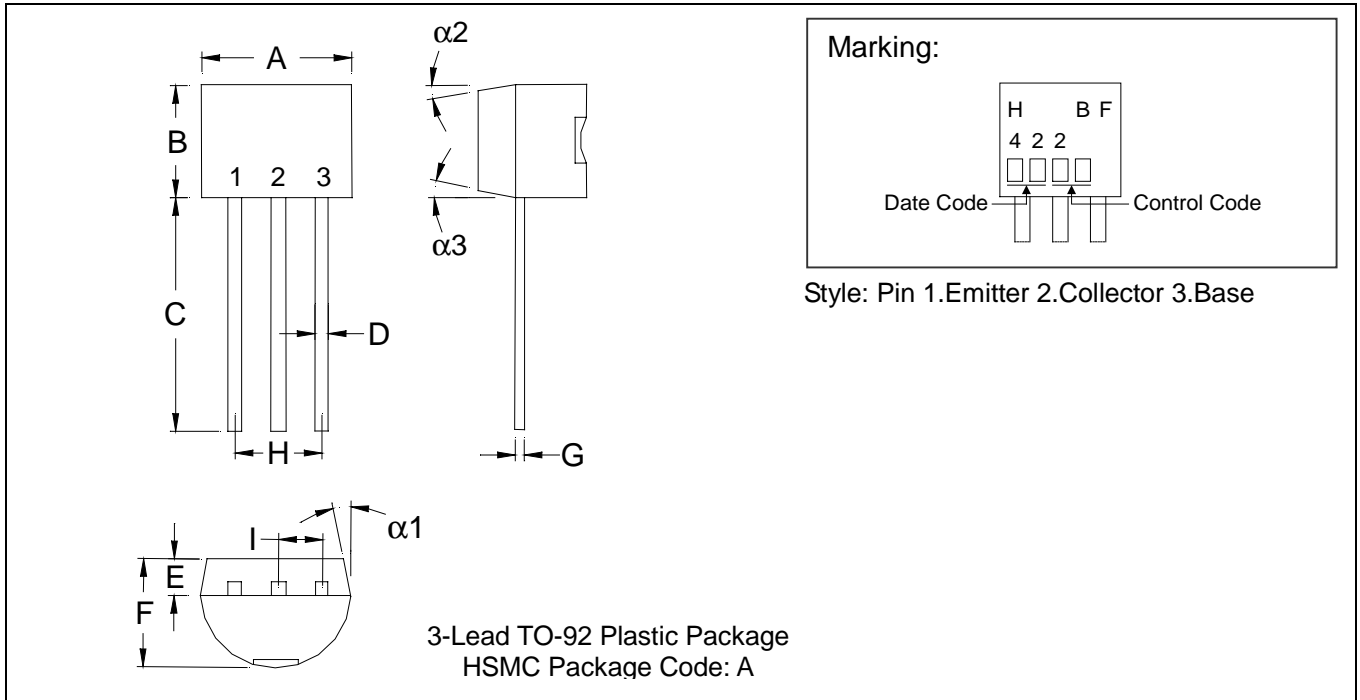 A
B
1 2 3
C
D
H
α2
α3
G
I
α1
E
F
3-Lead TO-92 Plastic Package
HSMC Package Code: A
Marking:
H B F
4 2 2
Date Code
Control Code
Style: Pin 1.Emitter 2.Collector 3.Base